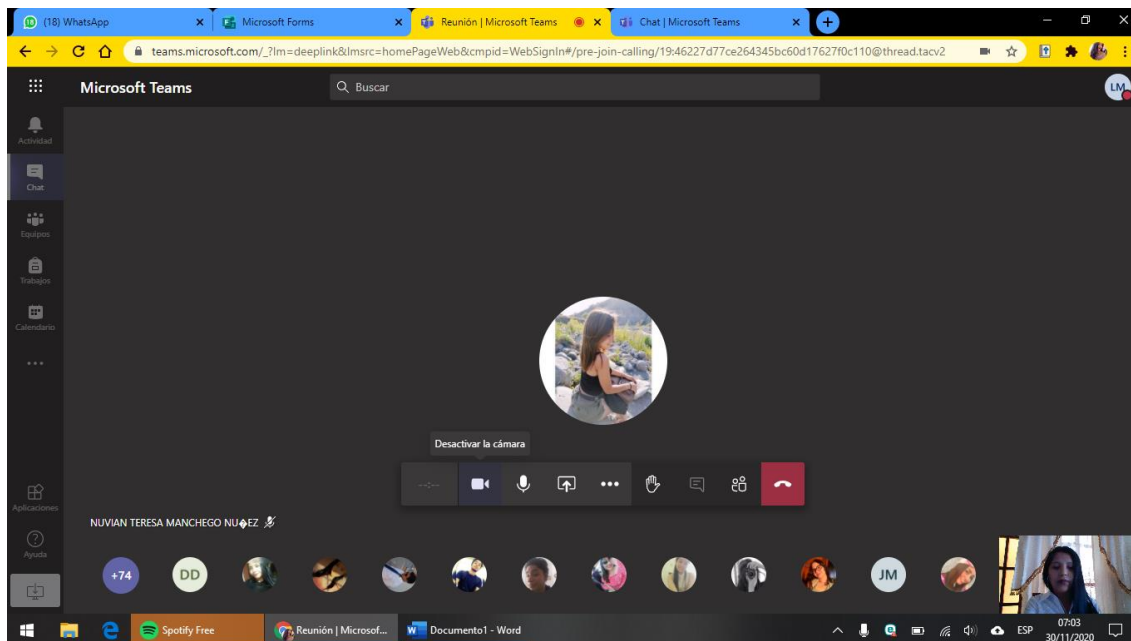 (18) WhatsApp
Microsoft Forms
Reunión | Microsoft Teams
Chat | Microsoft Teams
teams.microsoft.com/_?lm=deeplink&lmsrc=homePageWeb&cmpid=WebSignIn#/pre-join-calling/19:46227d77ce264345bc60d17627f0c110@thread.tacv2
Microsoft Teams
Buscar
LM
Actividad
Chat
Equipos
Trabajos
Calendario
Desactivar la cámara
--:--
Aplicaciones
NUVIAN TERESA MANCHEGO NU�EZ
Ayuda
+74
DD
JM
Spotify Free
Reunión | Microsof...
Documento1 - Word
ESP
07:03
30/11/2020